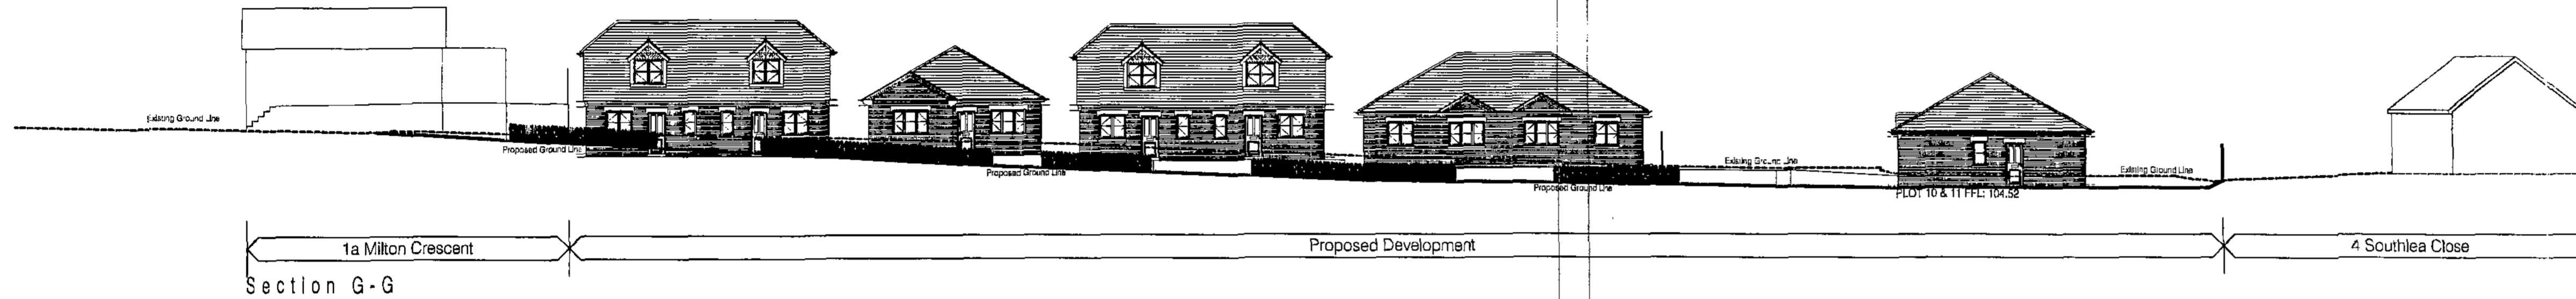 Existing Ground Line
Proposed Ground Line
Proposed Ground Line
Existing Ground Line
Proposed Ground Line
Existing Ground Line
PLOT 10 & 11 FFL: 104.52
1a Milton Crescent
Proposed Development
4 Southlea Close
Section G-G